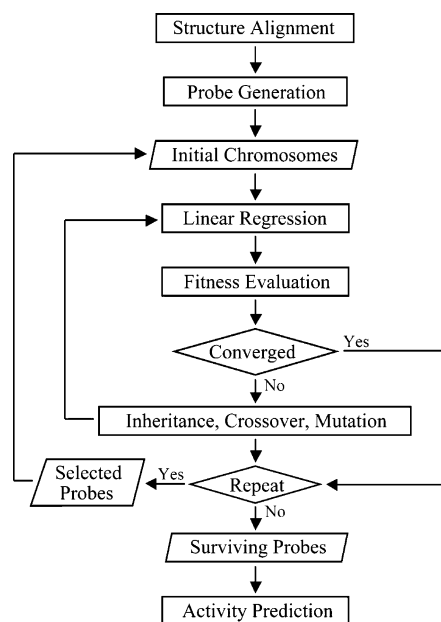 Structure Alignment
Probe Generation
Initial Chromosomes
Linear Regression
Fitness Evaluation
Converged
Yes
No
Inheritance, Crossover, Mutation
Selected
Probes
Yes
Repeat
No
Surviving Probes
Activity Prediction